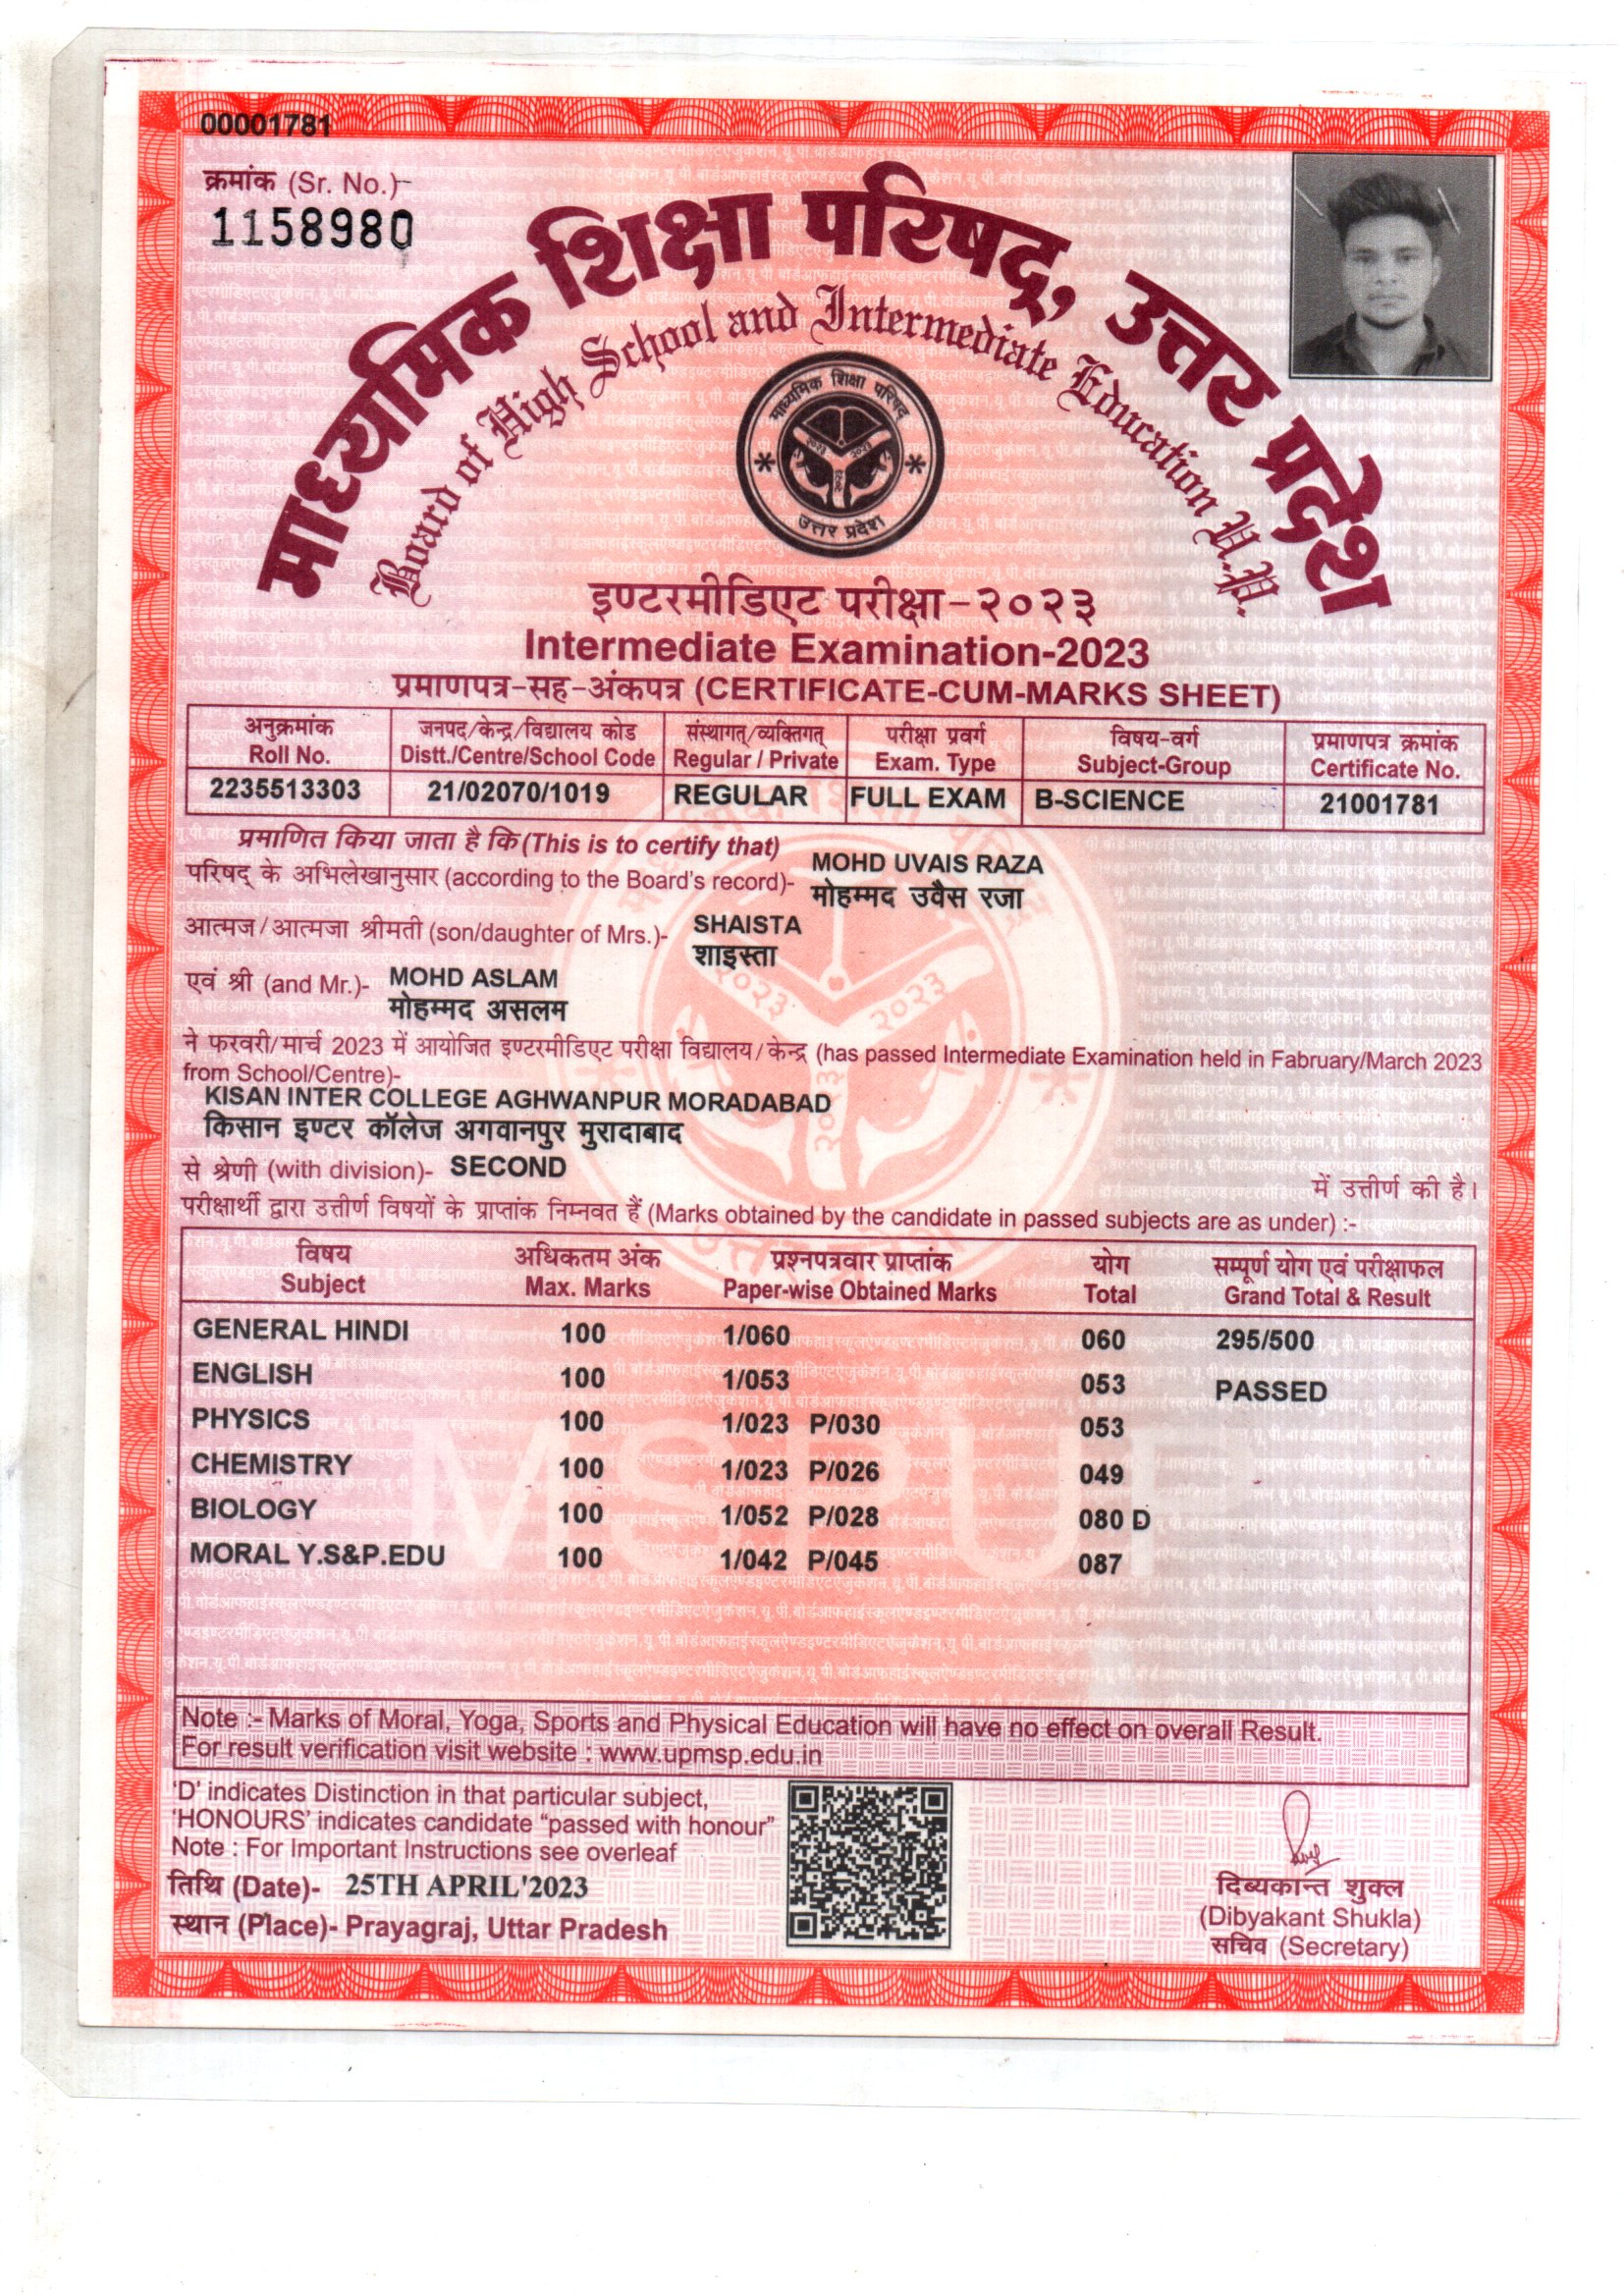 00001781
क्रमांक (Sr. No.)-
1158980
माध्यमिक शिक्षा परिषद्, उत्तर प्रदेश
Board of High School and Intermediate Education U.P.
माध्यमिक शिक्षा परिषद
२०२३ २०२३
२०२३
उत्तर प्रदेश
इण्टरमीडिएट परीक्षा-२०२३
Intermediate Examination-2023
प्रमाणपत्र-सह-अंकपत्र (CERTIFICATE-CUM-MARKS SHEET)
अनुक्रमांक जनपद/केन्द्र/विद्यालय कोड संस्थागत्/व्यक्तिगत् परीक्षा प्रवर्ग विषय-वर्ग प्रमाणपत्र क्रमांक
Roll No. Distt./Centre/School Code Regular / Private Exam. Type Subject-Group Certificate No.
2235513303 21/02070/1019 REGULAR FULL EXAM B-SCIENCE 21001781
प्रमाणित किया जाता है कि (This is to certify that)
परिषद् के अभिलेखानुसार (according to the Board's record)- MOHD UVAIS RAZA
मोहम्मद उवैस रजा
आत्मज/आत्मजा श्रीमती (son/daughter of Mrs.)- SHAISTA
शाइस्ता
एवं श्री (and Mr.)- MOHD ASLAM
मोहम्मद असलम
ने फरवरी/मार्च 2023 में आयोजित इण्टरमीडिएट परीक्षा विद्यालय/केन्द्र (has passed Intermediate Examination held in Fabruary/March 2023
from School/Centre)-
KISAN INTER COLLEGE AGHWANPUR MORADABAD
किसान इण्टर कॉलेज अगवानपुर मुरादाबाद
से श्रेणी (with division)- SECOND में उत्तीर्ण की है।
परीक्षार्थी द्वारा उत्तीर्ण विषयों के प्राप्तांक निम्नवत हैं (Marks obtained by the candidate in passed subjects are as under) :-
विषय अधिकतम अंक प्रश्नपत्रवार प्राप्तांक योग सम्पूर्ण योग एवं परीक्षाफल
Subject Max. Marks Paper-wise Obtained Marks Total Grand Total & Result
GENERAL HINDI 100 1/060 060 295/500
ENGLISH 100 1/053 053 PASSED
PHYSICS 100 1/023 P/030 053
CHEMISTRY 100 1/023 P/026 049
BIOLOGY 100 1/052 P/028 080 D
MORAL Y.S&P.EDU 100 1/042 P/045 087
MSPUP
Note :- Marks of Moral, Yoga, Sports and Physical Education will have no effect on overall Result.
For result verification visit website : www.upmsp.edu.in
'D' indicates Distinction in that particular subject,
'HONOURS' indicates candidate "passed with honour"
Note : For Important Instructions see overleaf
तिथि (Date)- 25TH APRIL'2023
स्थान (Place)- Prayagraj, Uttar Pradesh
दिब्यकान्त शुक्ल
(Dibyakant Shukla)
सचिव (Secretary)